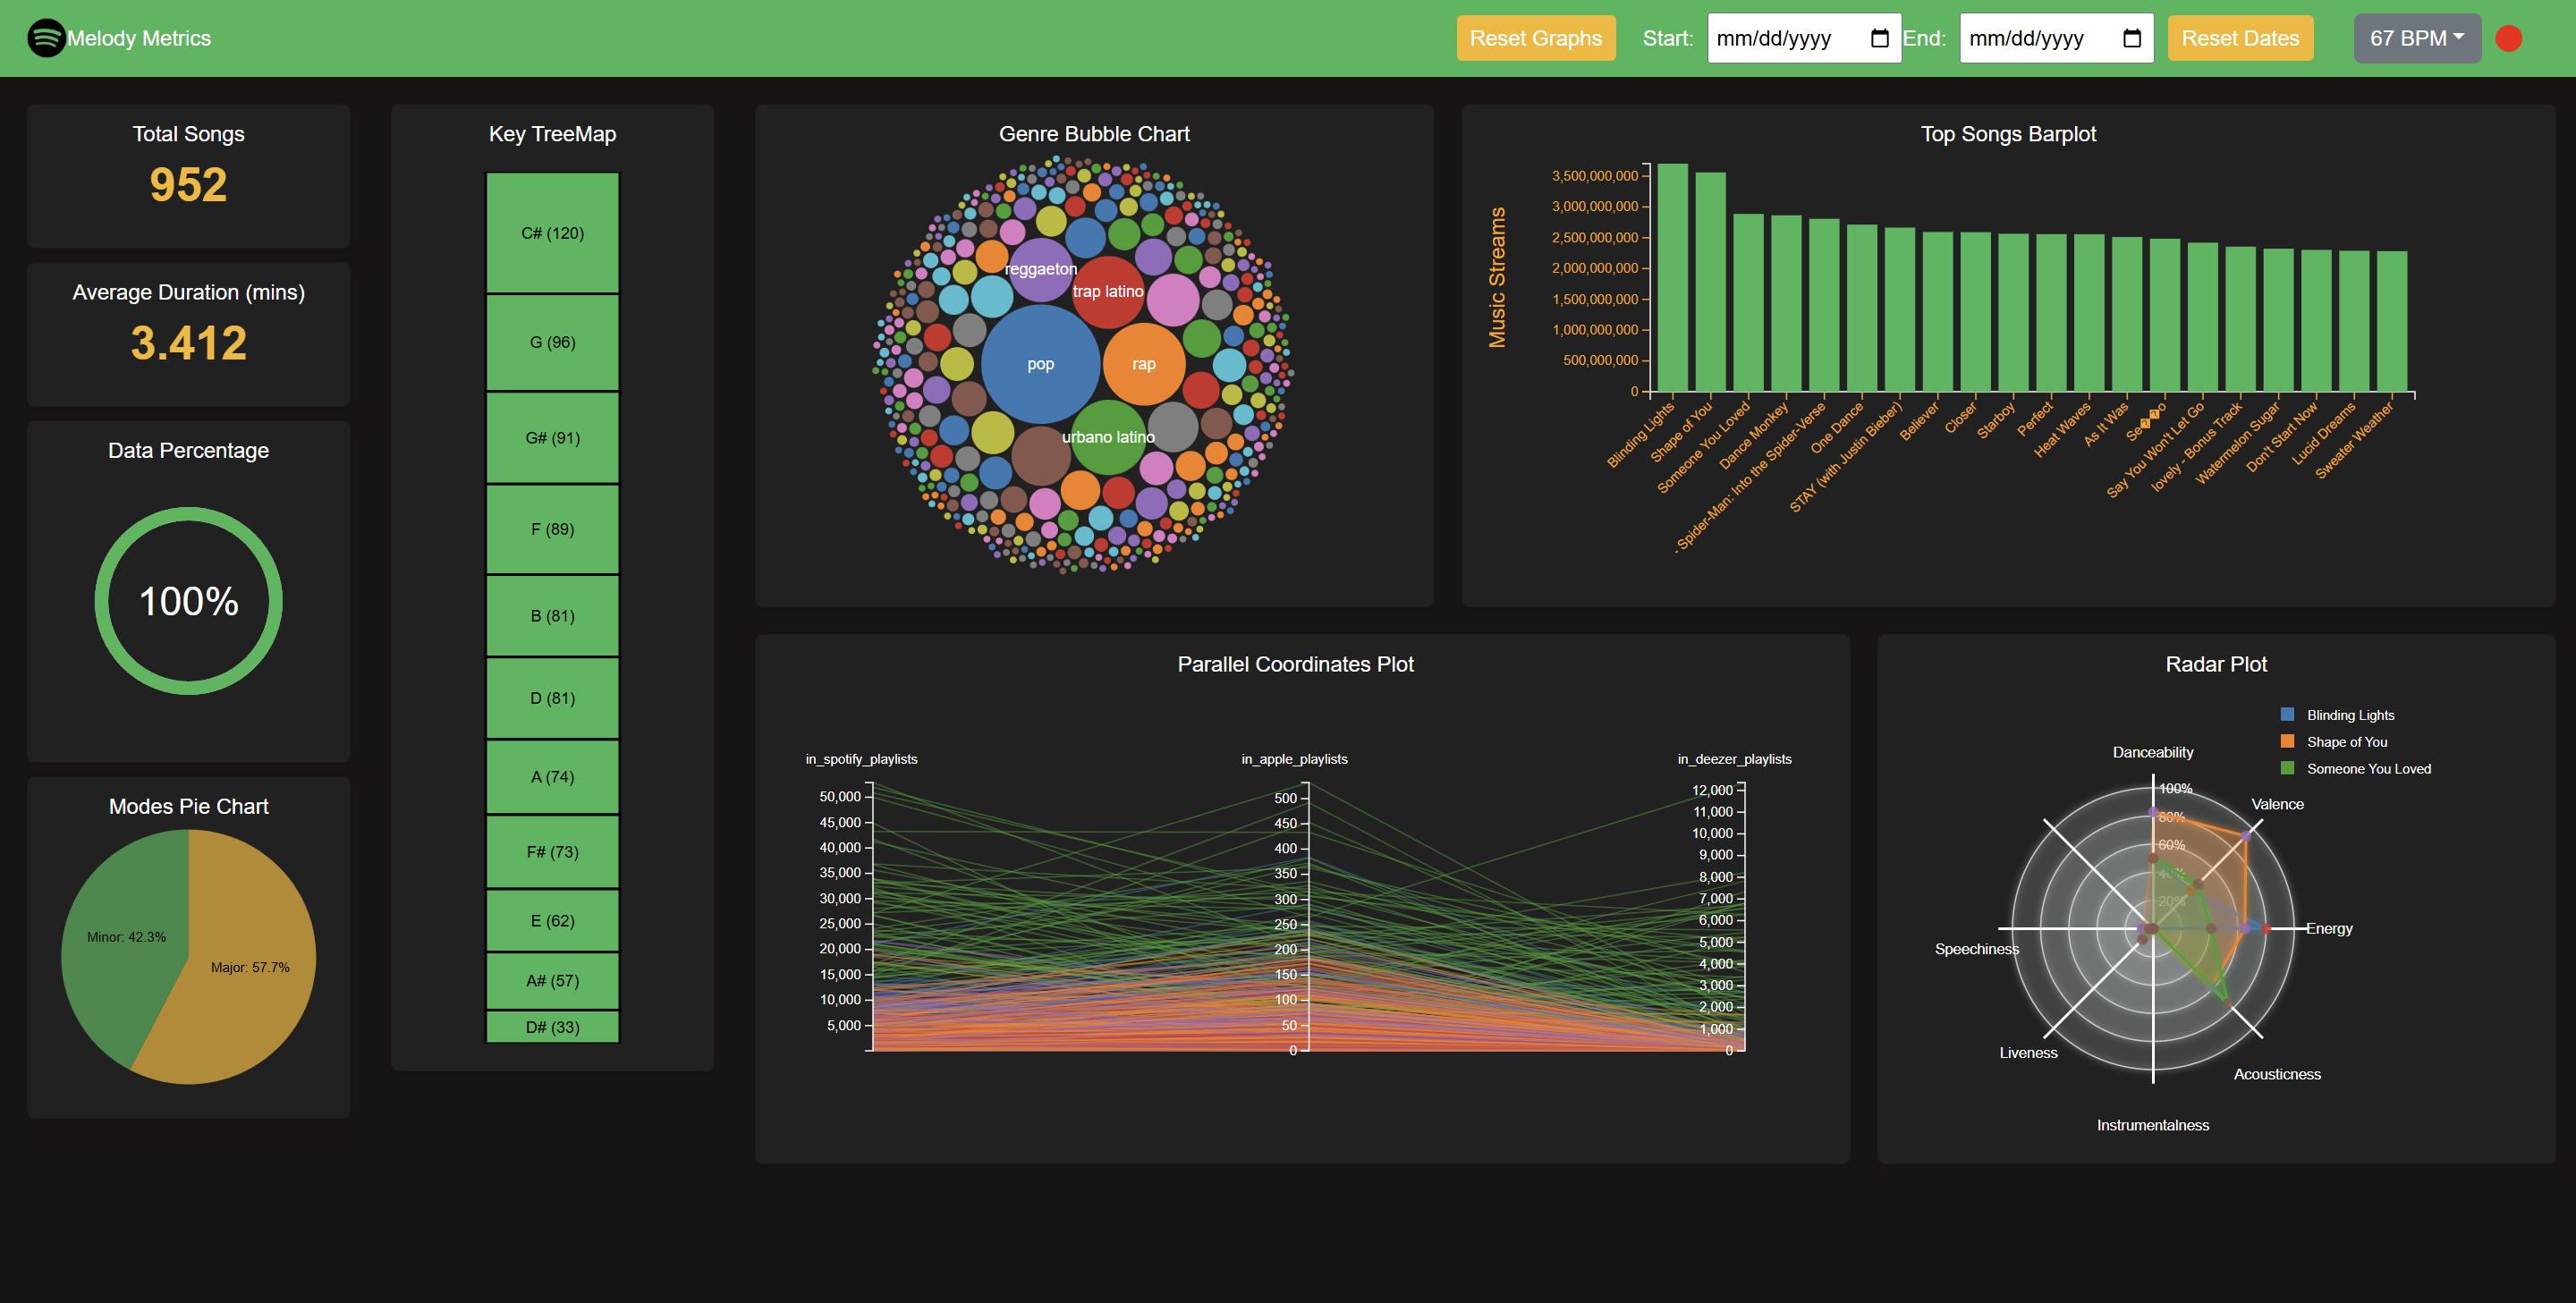 Melody Metrics
Reset Graphs
Start:
mm/dd/yyyy
End:
mm/dd/yyyy
Reset Dates
67 BPM
Total Songs
952
Average Duration (mins)
3.412
Data Percentage
100%
Modes Pie Chart
Minor: 42.3%
Major: 57.7%
Key TreeMap
C# (120)
G (96)
G# (91)
F (89)
B (81)
D (81)
A (74)
F# (73)
E (62)
A# (57)
D# (33)
Genre Bubble Chart
reggaeton
trap latino
pop
rap
urbano latino
Top Songs Barplot
Music Streams
3,500,000,000
3,000,000,000
2,500,000,000
2,000,000,000
1,500,000,000
1,000,000,000
500,000,000
0
Blinding Lights
Shape of You
Someone You Loved
Dance Monkey
- Spider-Man: Into the Spider-Verse
One Dance
STAY (with Justin Bieber)
Believer
Closer
Starboy
Perfect
Heat Waves
As It Was
Se��o
Say You Won't Let Go
lovely - Bonus Track
Watermelon Sugar
Don't Start Now
Lucid Dreams
Sweater Weather
Parallel Coordinates Plot
in_spotify_playlists
50,000
45,000
40,000
35,000
30,000
25,000
20,000
15,000
10,000
5,000
in_apple_playlists
500
450
400
350
300
250
200
150
100
50
0
in_deezer_playlists
12,000
11,000
10,000
9,000
8,000
7,000
6,000
5,000
4,000
3,000
2,000
1,000
0
Radar Plot
Blinding Lights
Shape of You
Someone You Loved
Danceability
Valence
Energy
Acousticness
Instrumentalness
Liveness
Speechiness
100%
80%
60%
40%
20%